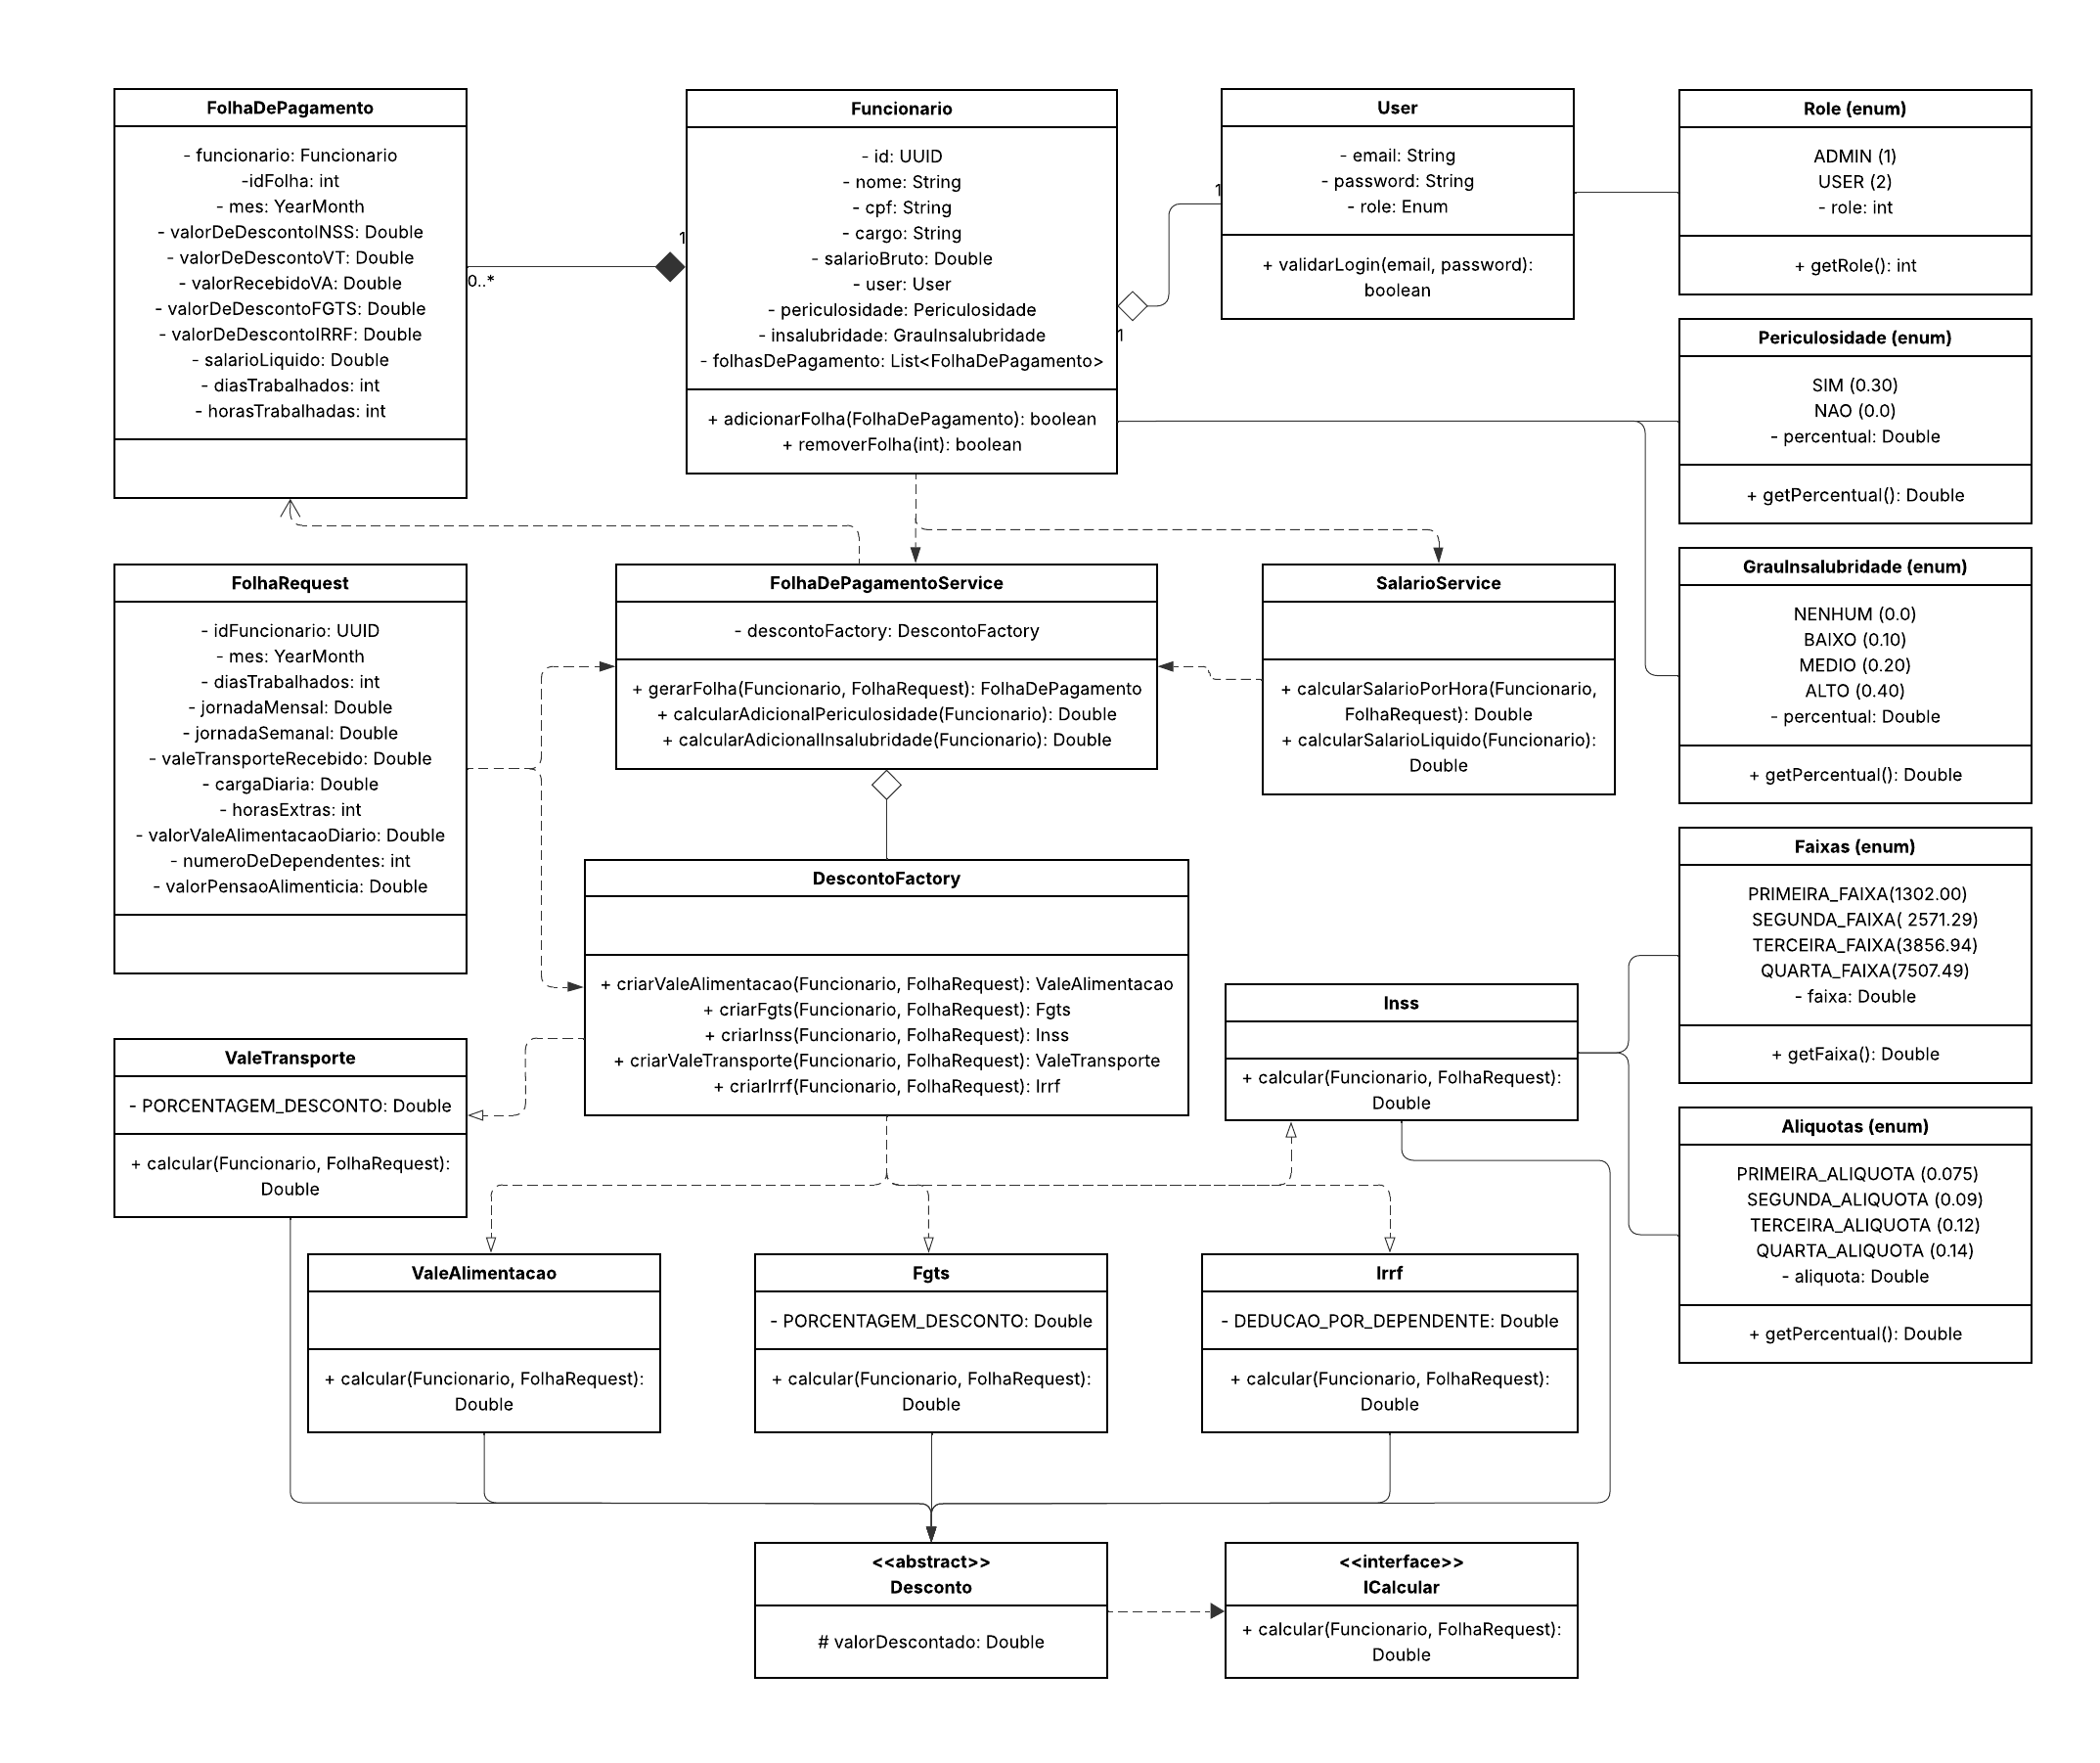 FolhaDePagamento
- funcionario: Funcionario
-idFolha: int
- mes: YearMonth
- valorDeDescontoINSS: Double
- valorDeDescontoVT: Double
- valorRecebidoVA: Double
- valorDeDescontoFGTS: Double
- valorDeDescontoIRRF: Double
- salarioLiquido: Double
- diasTrabalhados: int
- horasTrabalhadas: int
0..*
1
Funcionario
- id: UUID
- nome: String
- cpf: String
- cargo: String
- salarioBruto: Double
- user: User
- periculosidade: Periculosidade
- insalubridade: GrauInsalubridade
- folhasDePagamento: List<FolhaDePagamento>
+ adicionarFolha(FolhaDePagamento): boolean
+ removerFolha(int): boolean
1
1
User
- email: String
- password: String
- role: Enum
+ validarLogin(email, password):
boolean
Role (enum)
ADMIN (1)
USER (2)
- role: int
+ getRole(): int
Periculosidade (enum)
SIM (0.30)
NAO (0.0)
- percentual: Double
+ getPercentual(): Double
GrauInsalubridade (enum)
NENHUM (0.0)
BAIXO (0.10)
MEDIO (0.20)
ALTO (0.40)
- percentual: Double
+ getPercentual(): Double
FolhaRequest
- idFuncionario: UUID
- mes: YearMonth
- diasTrabalhados: int
- jornadaMensal: Double
- jornadaSemanal: Double
- valeTransporteRecebido: Double
- cargaDiaria: Double
- horasExtras: int
- valorValeAlimentacaoDiario: Double
- numeroDeDependentes: int
- valorPensaoAlimenticia: Double
FolhaDePagamentoService
- descontoFactory: DescontoFactory
+ gerarFolha(Funcionario, FolhaRequest): FolhaDePagamento
+ calcularAdicionalPericulosidade(Funcionario): Double
+ calcularAdicionalInsalubridade(Funcionario): Double
SalarioService
+ calcularSalarioPorHora(Funcionario,
FolhaRequest): Double
+ calcularSalarioLiquido(Funcionario):
Double
DescontoFactory
+ criarValeAlimentacao(Funcionario, FolhaRequest): ValeAlimentacao
+ criarFgts(Funcionario, FolhaRequest): Fgts
+ criarInss(Funcionario, FolhaRequest): Inss
+ criarValeTransporte(Funcionario, FolhaRequest): ValeTransporte
+ criarIrrf(Funcionario, FolhaRequest): Irrf
Faixas (enum)
PRIMEIRA_FAIXA(1302.00)
SEGUNDA_FAIXA( 2571.29)
TERCEIRA_FAIXA(3856.94)
QUARTA_FAIXA(7507.49)
- faixa: Double
+ getFaixa(): Double
Inss
+ calcular(Funcionario, FolhaRequest):
Double
ValeTransporte
- PORCENTAGEM_DESCONTO: Double
+ calcular(Funcionario, FolhaRequest):
Double
Aliquotas (enum)
PRIMEIRA_ALIQUOTA (0.075)
SEGUNDA_ALIQUOTA (0.09)
TERCEIRA_ALIQUOTA (0.12)
QUARTA_ALIQUOTA (0.14)
- aliquota: Double
+ getPercentual(): Double
ValeAlimentacao
+ calcular(Funcionario, FolhaRequest):
Double
Fgts
- PORCENTAGEM_DESCONTO: Double
+ calcular(Funcionario, FolhaRequest):
Double
Irrf
- DEDUCAO_POR_DEPENDENTE: Double
+ calcular(Funcionario, FolhaRequest):
Double
<<abstract>>
Desconto
# valorDescontado: Double
<<interface>>
ICalcular
+ calcular(Funcionario, FolhaRequest):
Double